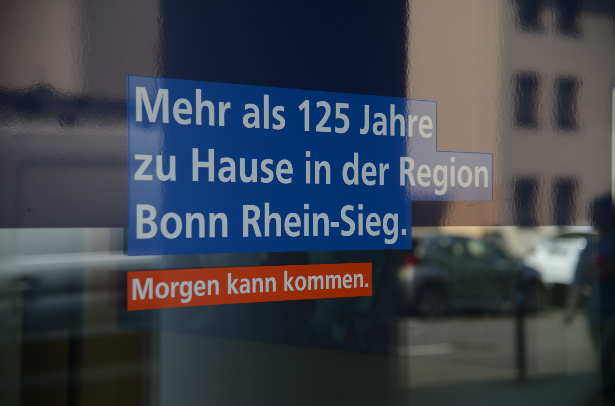 Mehr als 125 Jahre
zu Hause in der Region
Bonn Rhein-Sieg.
Morgen kann kommen.